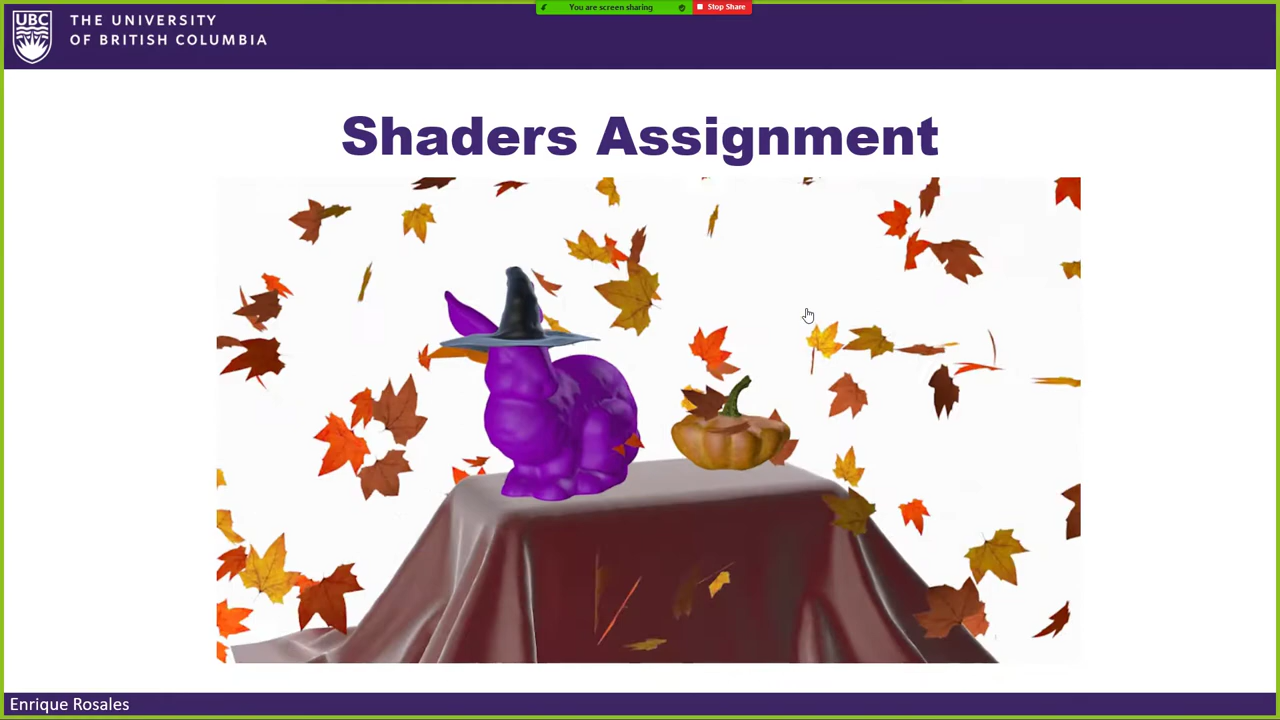 You are screen sharing
Stop Share
THE UNIVERSITY
OF BRITISH COLUMBIA
UBC
Shaders Assignment
Enrique Rosales